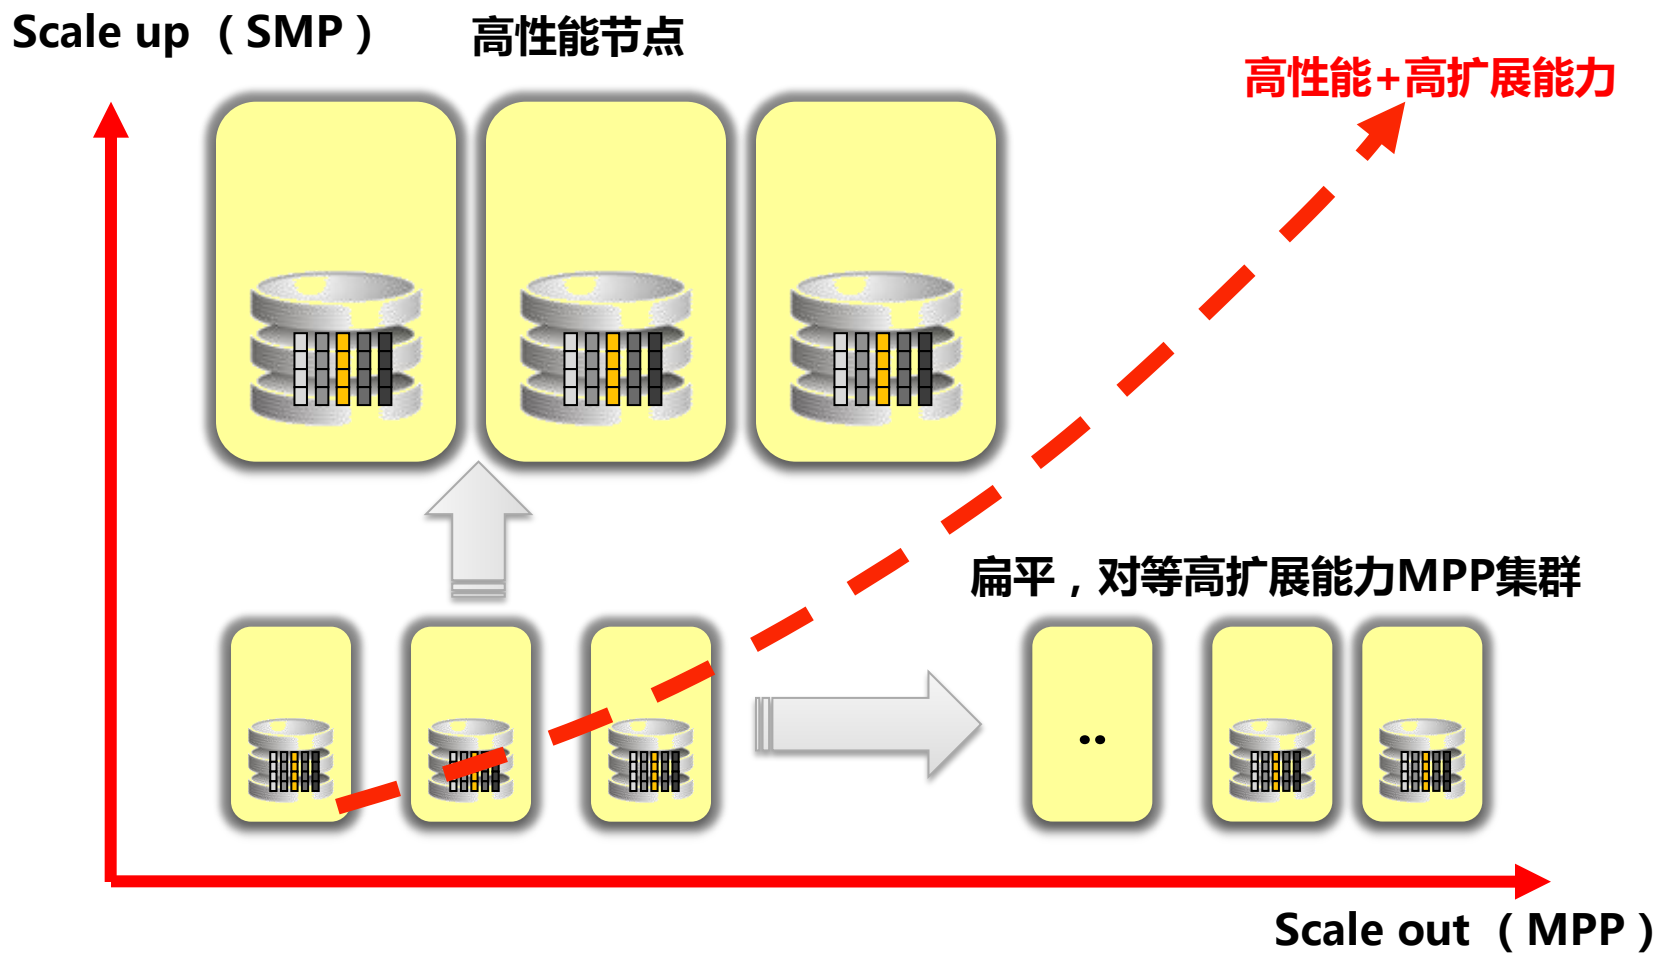 Scale up （SMP） 高性能节点
高性能+高扩展能力
扁平，对等高扩展能力MPP集群
..
Scale out （MPP）